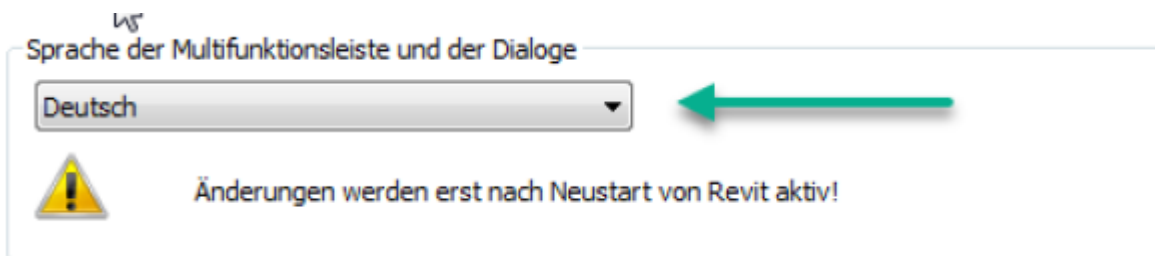 Sprache der Multifunktionsleiste und der Dialoge
Deutsch
Änderungen werden erst nach Neustart von Revit aktiv!